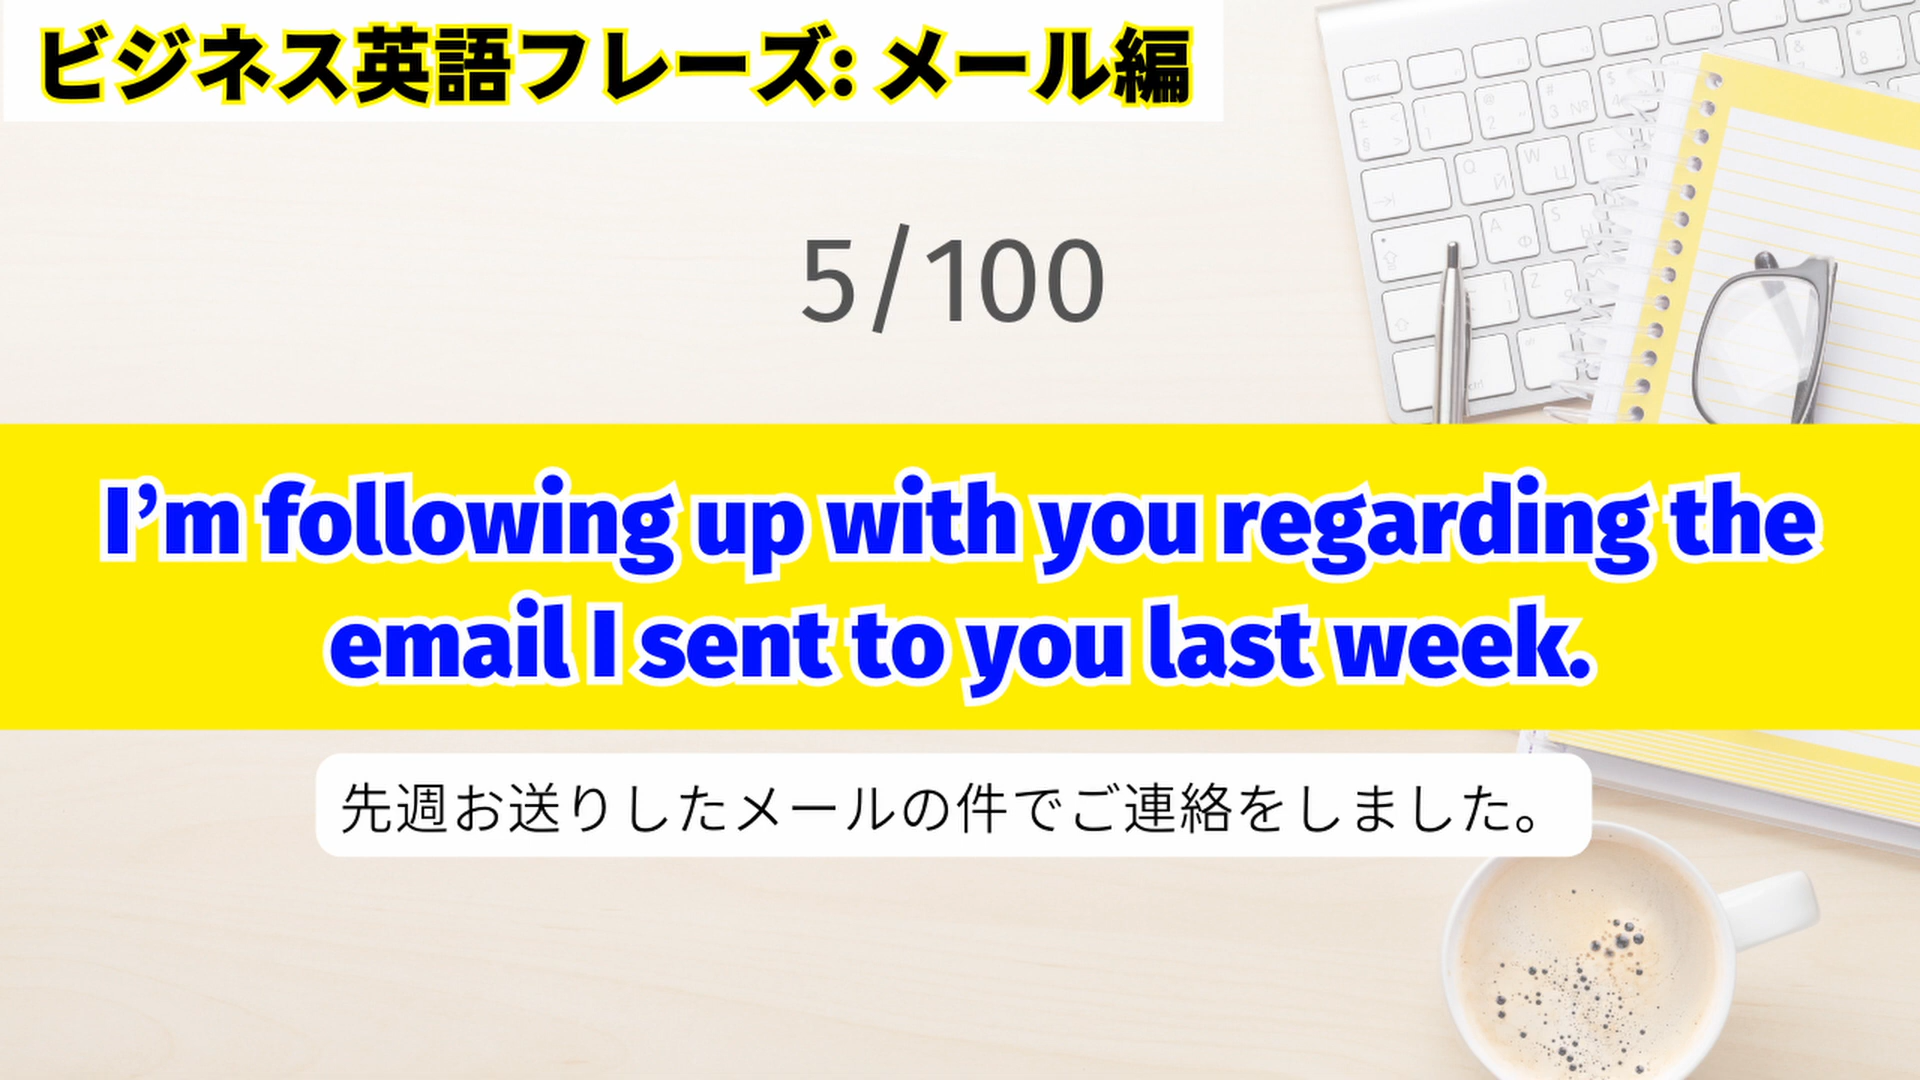 ビジネス英語フレーズ: メール編
5/100
I’m following up with you regarding the
email I sent to you last week.
先週お送りしたメールの件でご連絡をしました。